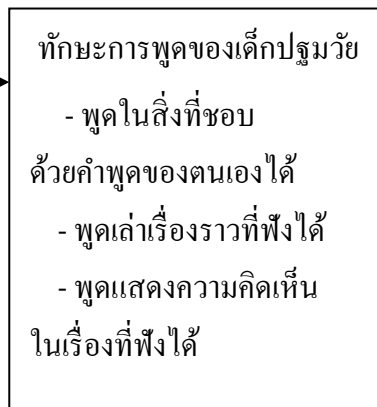 ทักษะการพูดของเด็กปฐมวัย
- พูดในสิ่งที่ชอบ
ด้วยคำพูดของตนเองได้
- พูดเล่าเรื่องราวที่ฟังได้
- พูดแสดงความคิดเห็น
ในเรื่องที่ฟังได้